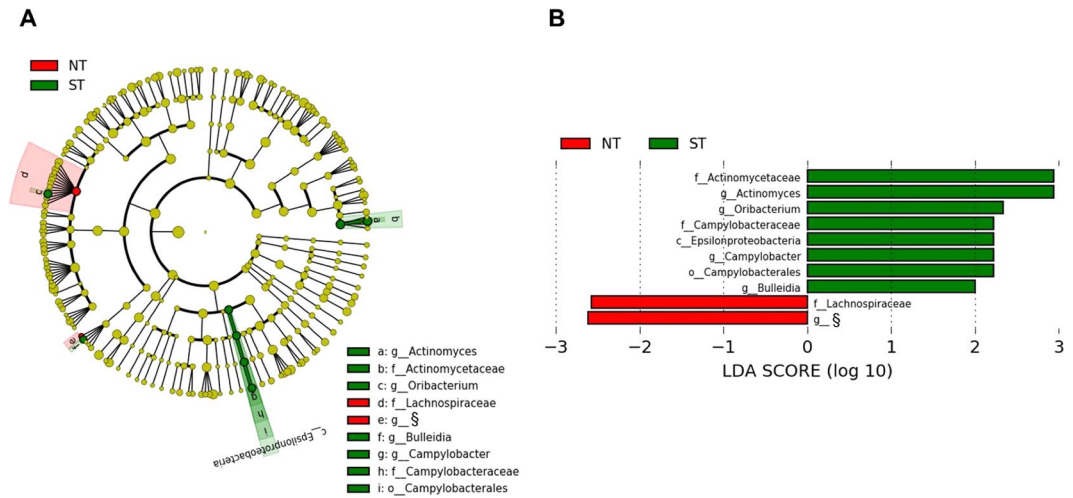 A
NT
ST
d
c
a
b
e
f
g
h
i
c__Epsilonproteobacteria
a: g__Actinomyces
b: f__Actinomycetaceae
c: g__Oribacterium
d: f__Lachnospiraceae
e: g__ §
f: g__Bulleidia
g: g__Campylobacter
h: f__Campylobacteraceae
i: o__Campylobacterales
B
NT ST
f__Actinomycetaceae
g__Actinomyces
g__Oribacterium
f__Campylobacteraceae
c__Epsilonproteobacteria
g__Campylobacter
o__Campylobacterales
g__Bulleidia
f__Lachnospiraceae
g__ §
−3 −2 −1 0 1 2 3
LDA SCORE (log 10)